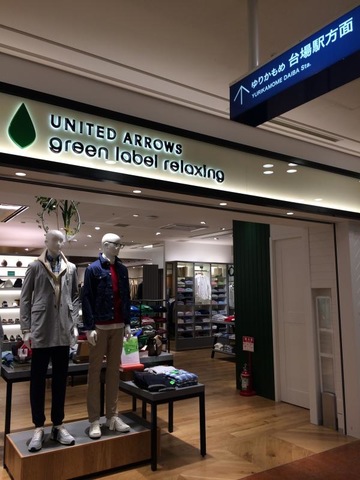 ゆりかもめ 台場駅方面
YURIKAMOME DAIBA Sta.
UNITED ARROWS
green label relaxing